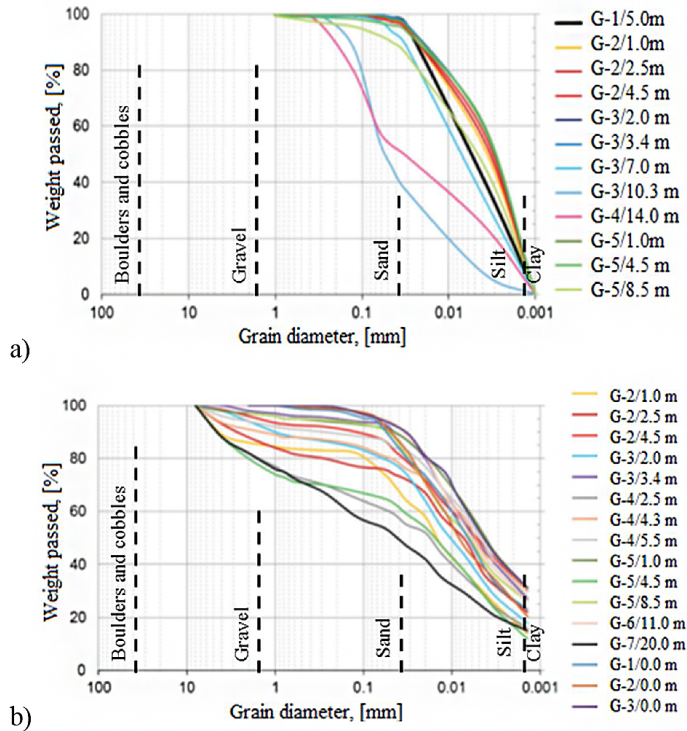 a)
Weight passed, [%]
100
80
60
40
20
0
Boulders and cobbles
Gravel
Sand
Silt
Clay
100
10
1
0.1
0.01
0.001
Grain diameter, [mm]
G-1/5.0 m
G-2/1.0m
G-2/2.5m
G-2/4.5 m
G-3/2.0 m
G-3/3.4 m
G-3/7.0 m
G-3/10.3 m
G-4/14.0 m
G-5/1.0m
G-5/4.5 m
G-5/8.5 m
b)
Weight passed, [%]
100
80
60
40
20
0
Boulders and cobbles
Gravel
Sand
Silt
Clay
100
10
1
0.1
0.01
0.001
Grain diameter, [mm]
G-2/1.0 m
G-2/2.5 m
G-2/4.5 m
G-3/2.0 m
G-3/3.4 m
G-4/2.5 m
G-4/4.3 m
G-4/5.5 m
G-5/1.0 m
G-5/4.5 m
G-5/8.5 m
G-6/11.0 m
G-7/20.0 m
G-1/0.0 m
G-2/0.0 m
G-3/0.0 m